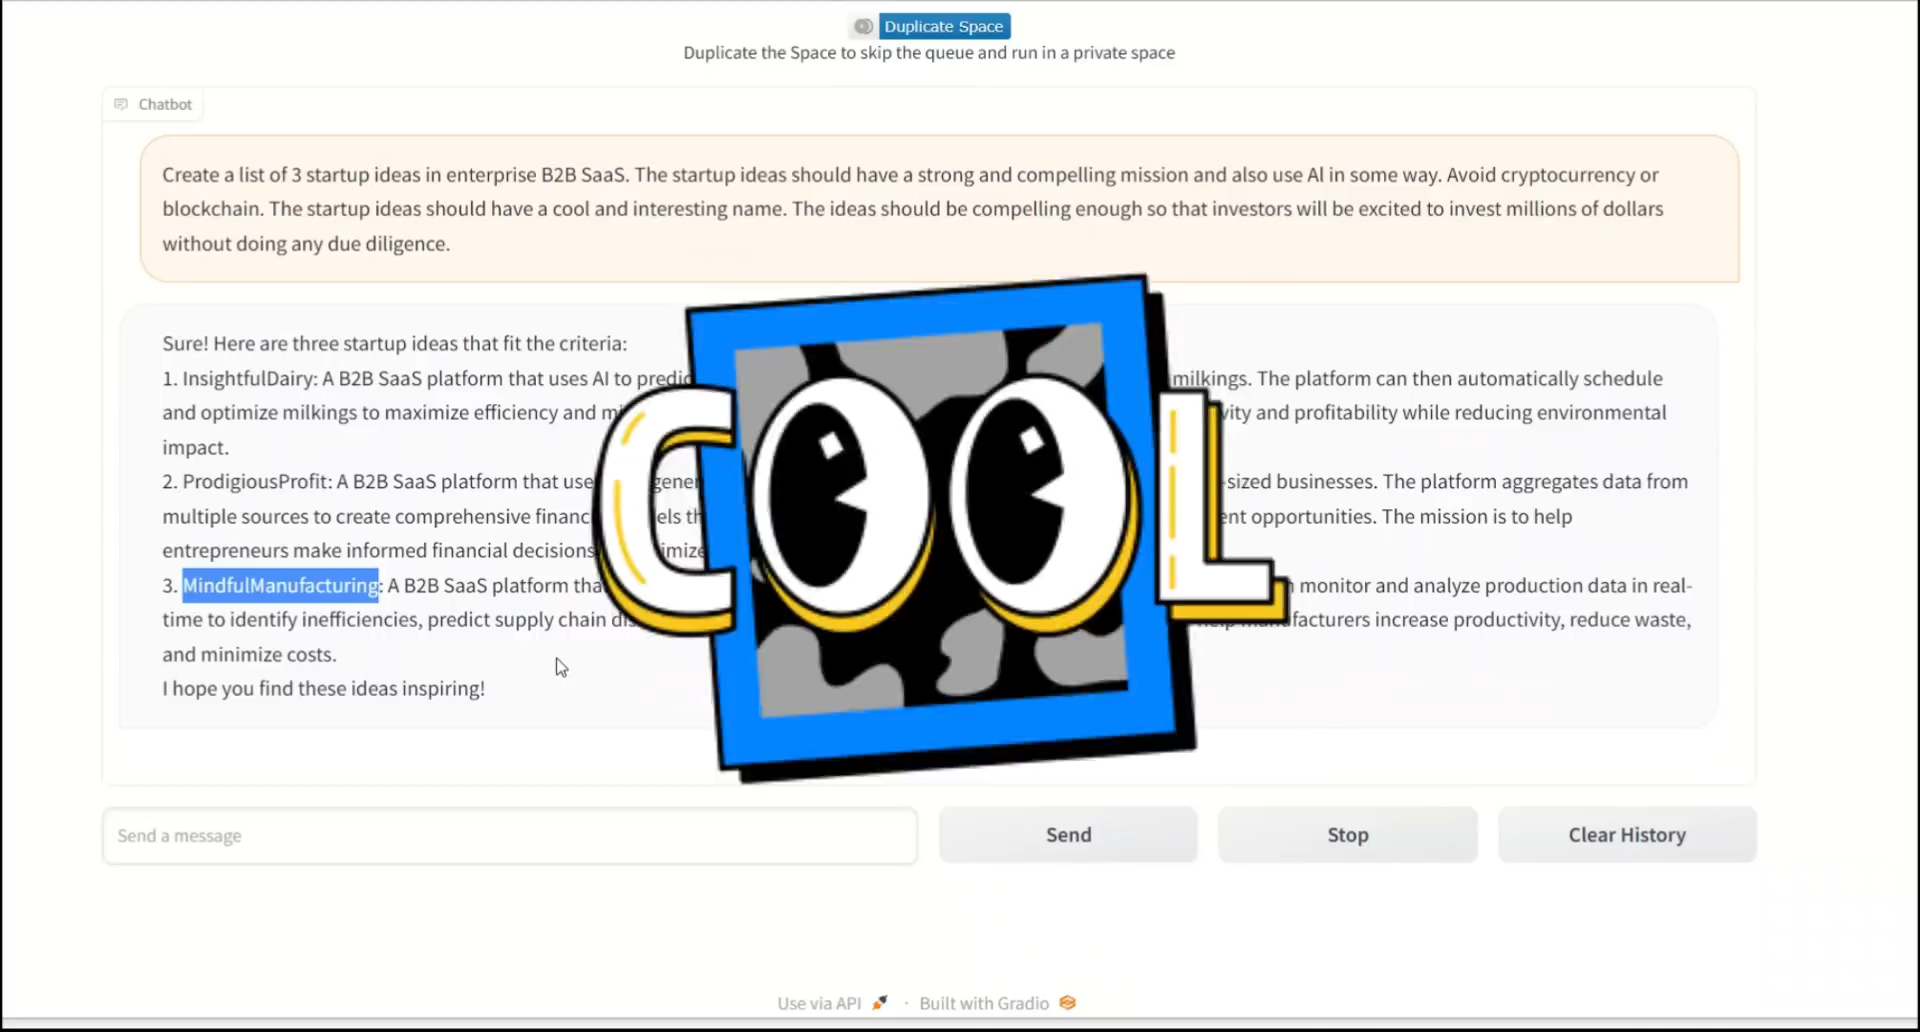 Duplicate Space
Duplicate the Space to skip the queue and run in a private space
Chatbot
Create a list of 3 startup ideas in enterprise B2B SaaS. The startup ideas should have a strong and compelling mission and also use AI in some way. Avoid cryptocurrency or
blockchain. The startup ideas should have a cool and interesting name. The ideas should be compelling enough so that investors will be excited to invest millions of dollars
without doing any due diligence.
Sure! Here are three startup ideas that fit the criteria:
1. InsightfulDairy: A B2B SaaS platform that uses AI to predic milkings. The platform can then automatically schedule
and optimize milkings to maximize efficiency and and profitability while reducing environmental
impact.
2. ProdigiousProfit: A B2B SaaS platform that use -sized businesses. The platform aggregates data from
multiple sources to create comprehensive opportunities. The mission is to help
entrepreneurs make informed financial decisions
3. MindfulManufacturing: A B2B SaaS platform tha monitor and analyze production data in real-
time to identify inefficiencies, predict supply chain manufacturers increase productivity, reduce waste,
and minimize costs.
I hope you find these ideas inspiring!
COOL
Send a message
Send
Stop
Clear History
Use via API · Built with Gradio